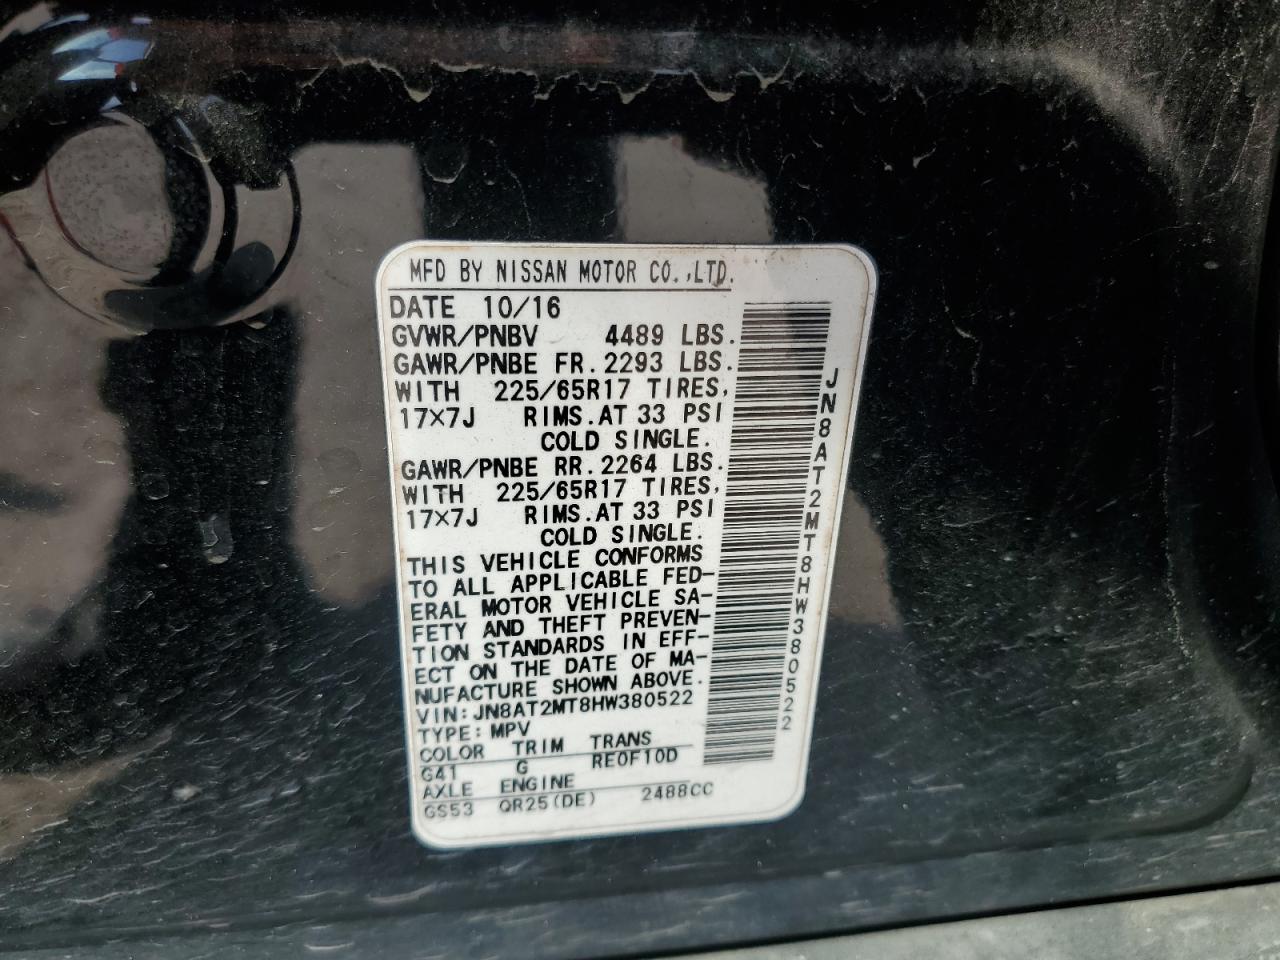 MFD BY NISSAN MOTOR CO.,LTD.
DATE 10/16
GVWR/PNBV 4489 LBS.
GAWR/PNBE FR. 2293 LBS.
WITH 225/65R17 TIRES,
17×7J RIMS. AT 33 PSI
COLD SINGLE.
GAWR/PNBE RR. 2264 LBS.
WITH 225/65R17 TIRES,
17×7J RIMS. AT 33 PSI
COLD SINGLE.
THIS VEHICLE CONFORMS
TO ALL APPLICABLE FED-
ERAL MOTOR VEHICLE SA-
FETY AND THEFT PREVEN-
TION STANDARDS IN EFF-
ECT ON THE DATE OF MA-
NUFACTURE SHOWN ABOVE.
VIN: JN8AT2MT8HW380522
TYPE: MPV
COLOR TRIM TRANS
G41 G RE0F10D
AXLE ENGINE
GS53 QR25(DE) 2488CC
JN8AT2MT8HW380522